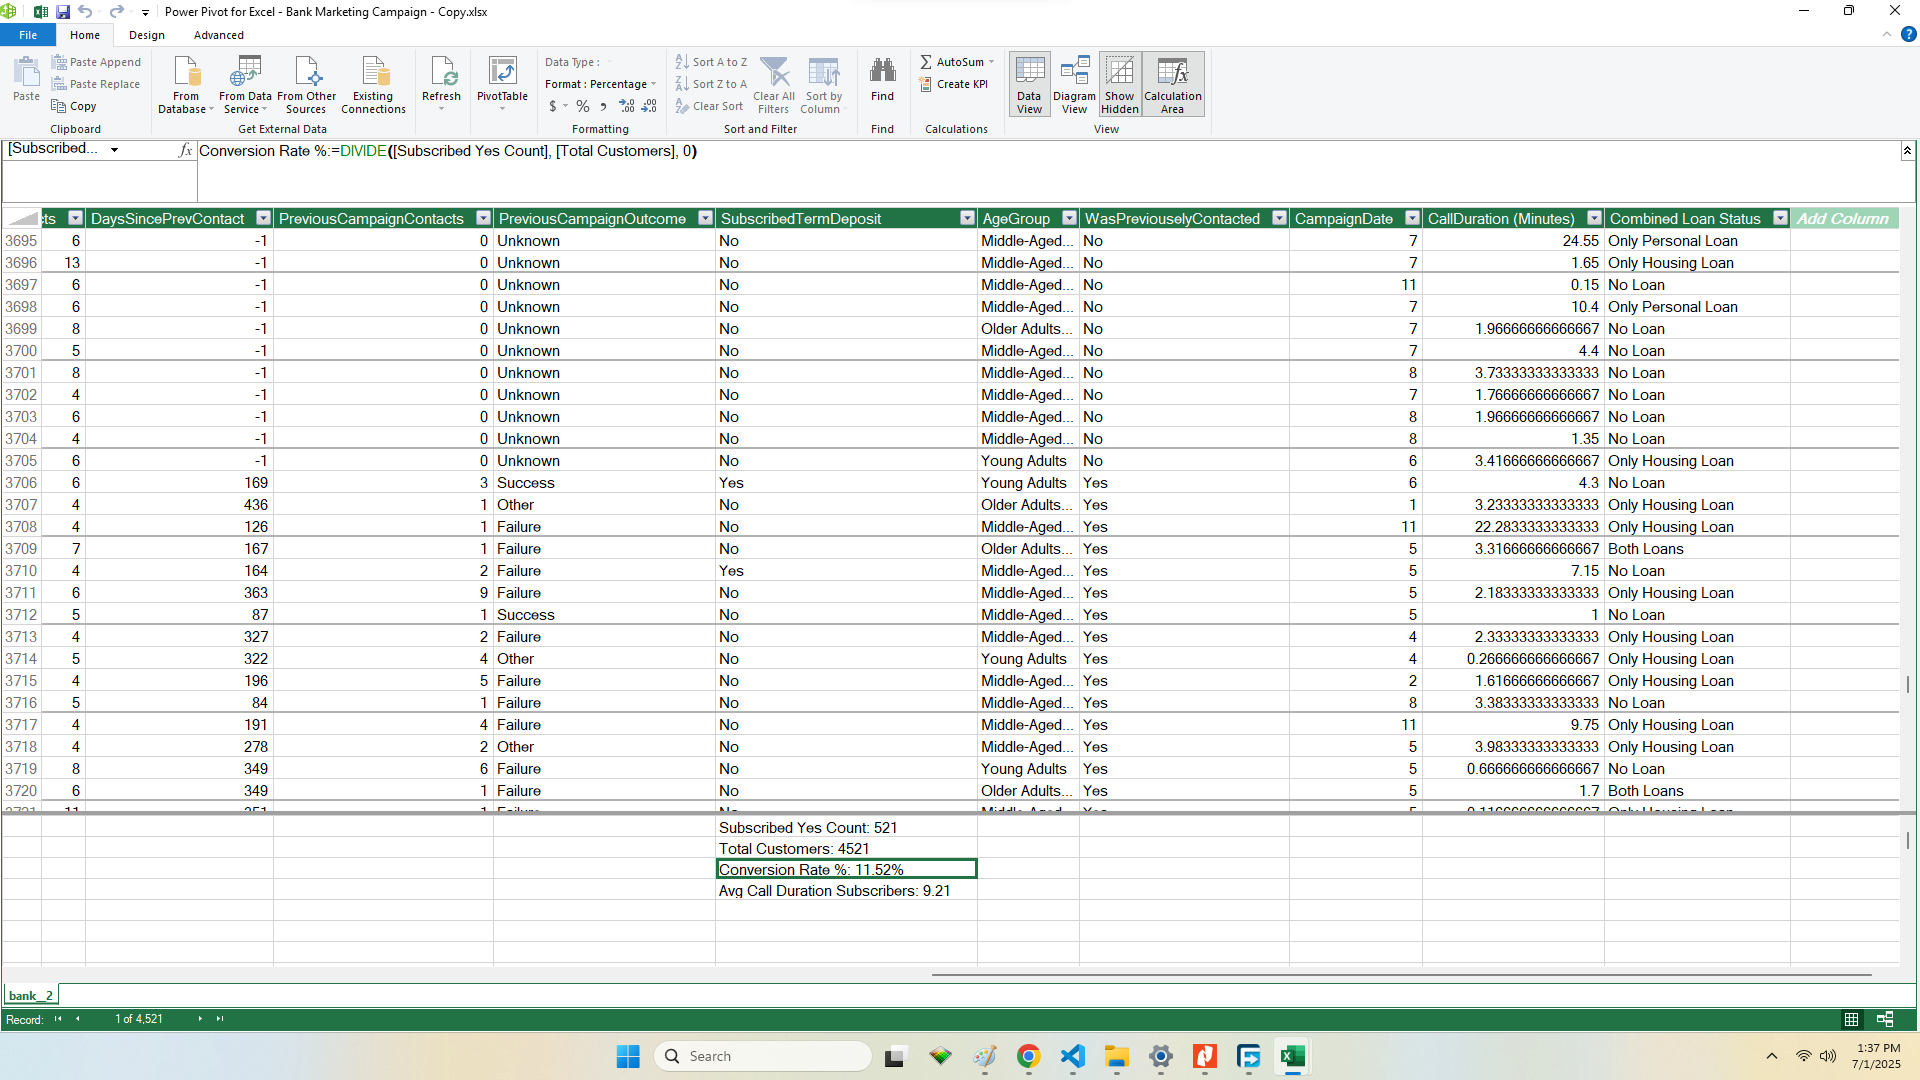 Power Pivot for Excel - Bank Marketing Campaign - Copy.xlsx
File Home Design Advanced
Paste
Paste Append
Paste Replace
Copy
Clipboard
From Database
From Data Service
From Other Sources
Existing Connections
Get External Data
Refresh
PivotTable
Data Type :
Format : Percentage
$ % ,
Formatting
Sort A to Z
Sort Z to A
Clear Sort
Clear All Filters
Sort by Column
Sort and Filter
Find
Find
AutoSum
Create KPI
Calculations
Data View
Diagram View
Show Hidden
Calculation Area
View
[Subscribed... fx Conversion Rate %:=DIVIDE([Subscribed Yes Count], [Total Customers], 0)
ts DaysSincePrevContact PreviousCampaignContacts PreviousCampaignOutcome SubscribedTermDeposit AgeGroup WasPreviouselyContacted CampaignDate CallDuration (Minutes) Combined Loan Status Add Column
3695 6 -1 0 Unknown No Middle-Aged... No 7 24.55 Only Personal Loan
3696 13 -1 0 Unknown No Middle-Aged... No 7 1.65 Only Housing Loan
3697 6 -1 0 Unknown No Middle-Aged... No 11 0.15 No Loan
3698 6 -1 0 Unknown No Middle-Aged... No 7 10.4 Only Personal Loan
3699 8 -1 0 Unknown No Older Adults... No 7 1.96666666666667 No Loan
3700 5 -1 0 Unknown No Middle-Aged... No 7 4.4 No Loan
3701 8 -1 0 Unknown No Middle-Aged... No 8 3.73333333333333 No Loan
3702 4 -1 0 Unknown No Middle-Aged... No 7 1.76666666666667 No Loan
3703 6 -1 0 Unknown No Middle-Aged... No 8 1.96666666666667 No Loan
3704 4 -1 0 Unknown No Middle-Aged... No 8 1.35 No Loan
3705 6 -1 0 Unknown No Young Adults No 6 3.41666666666667 Only Housing Loan
3706 6 169 3 Success Yes Young Adults Yes 6 4.3 No Loan
3707 4 436 1 Other No Older Adults... Yes 1 3.23333333333333 Only Housing Loan
3708 4 126 1 Failure No Middle-Aged... Yes 11 22.2833333333333 Only Housing Loan
3709 7 167 1 Failure No Older Adults... Yes 5 3.31666666666667 Both Loans
3710 4 164 2 Failure Yes Middle-Aged... Yes 5 7.15 No Loan
3711 6 363 9 Failure No Middle-Aged... Yes 5 2.18333333333333 Only Housing Loan
3712 5 87 1 Success No Middle-Aged... Yes 5 1 No Loan
3713 4 327 2 Failure No Middle-Aged... Yes 4 2.33333333333333 Only Housing Loan
3714 5 322 4 Other No Young Adults Yes 4 0.266666666666667 Only Housing Loan
3715 4 196 5 Failure No Middle-Aged... Yes 2 1.61666666666667 Only Housing Loan
3716 5 84 1 Failure No Middle-Aged... Yes 8 3.38333333333333 No Loan
3717 4 191 4 Failure No Middle-Aged... Yes 11 9.75 Only Housing Loan
3718 4 278 2 Other No Middle-Aged... Yes 5 3.98333333333333 Only Housing Loan
3719 8 349 6 Failure No Young Adults Yes 5 0.666666666666667 No Loan
3720 6 349 1 Failure No Older Adults... Yes 5 1.7 Both Loans
Subscribed Yes Count: 521
Total Customers: 4521
Conversion Rate %: 11.52%
Avg Call Duration Subscribers: 9.21
bank__2
Record: 1 of 4,521
Search
1:37 PM
7/1/2025